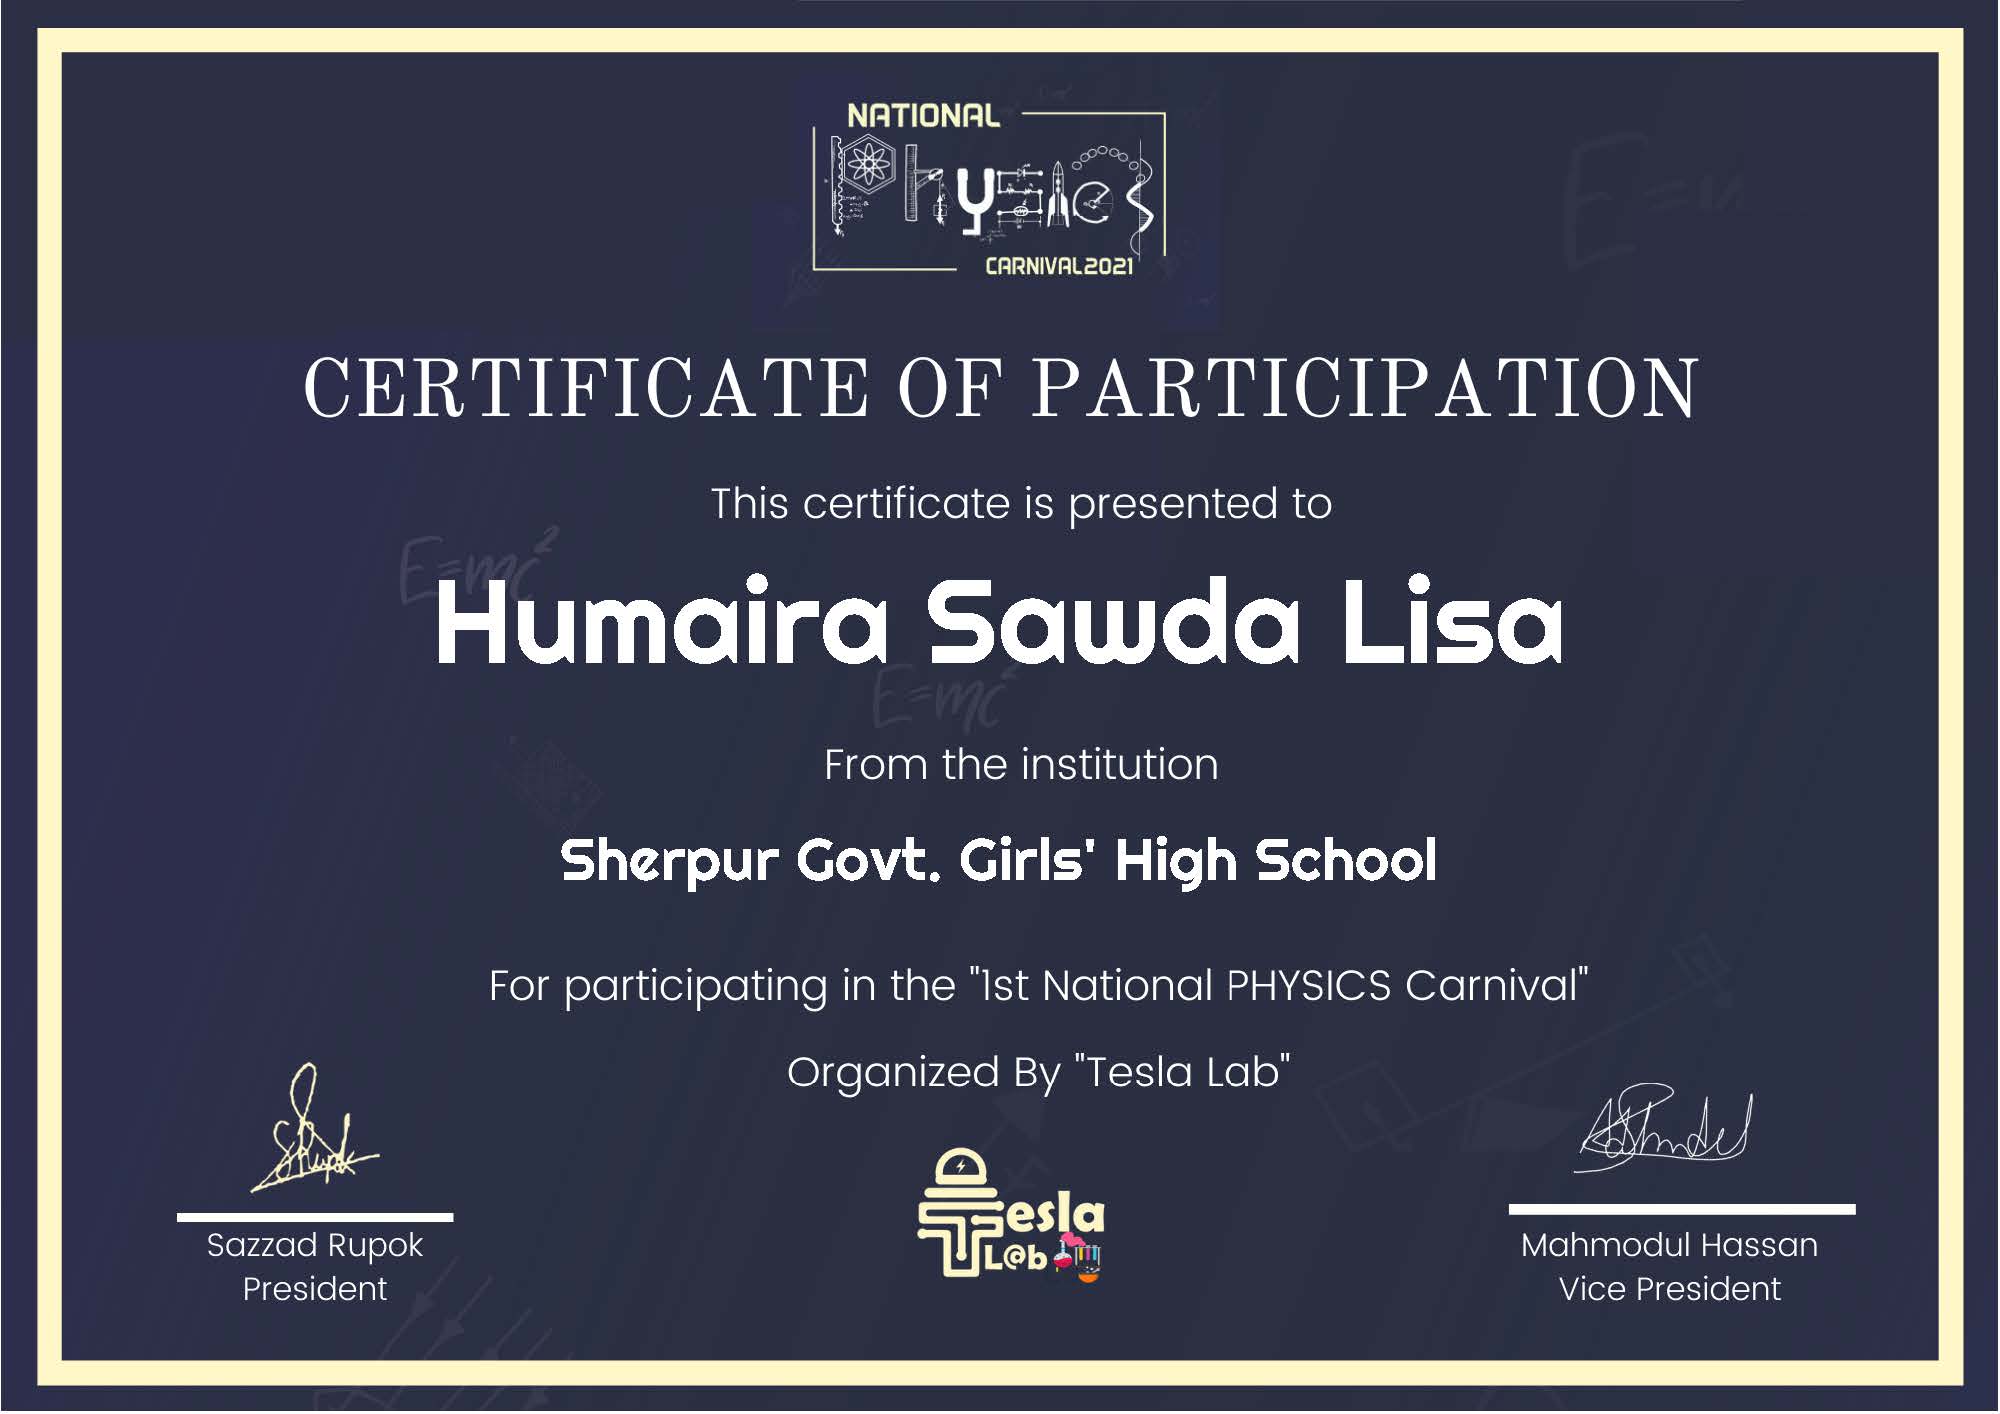 NATIONAL
PHYSICS
CARNIVAL2021
CERTIFICATE OF PARTICIPATION
This certificate is presented to
E=mc²
Humaira Sawda Lisa
E=mc²
From the institution
Sherpur Govt. Girls' High School
For participating in the "1st National PHYSICS Carnival"
Organized By "Tesla Lab"
Tesla
L@b
Sazzad Rupok
President
Mahmodul Hassan
Vice President